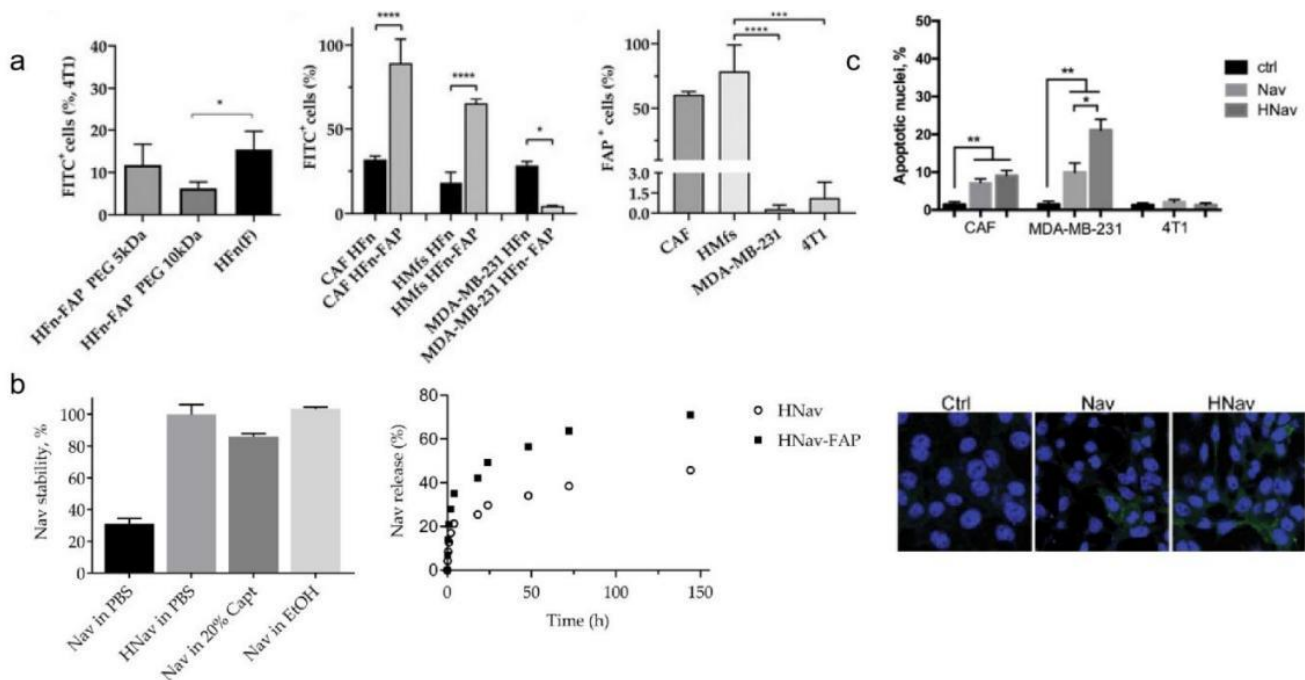 a
FITC⁺cells (%, 4T1)
40
30
20
10
0
*
HFn-FAP PEG 5kDa
HFn-FAP PEG 10kDa
HFn(F)
FITC⁺cells (%)
100
50
0
****
****
*
CAF HFn
CAF HFn-FAP
HMfs HFn
HMfs HFn-FAP
MDA-MB-231 HFn
MDA-MB-231 HFn- FAP
FAP ⁺ cells (%)
100
50
3.0
1.5
0.0
***
****
CAF
HMfs
MDA-MB-231
4T1
c
Apoptotic nuclei, %
50
40
30
20
10
0
**
**
*
CAF
MDA-MB-231
4T1
ctrl
Nav
HNav
b
Nav stability, %
100
80
60
40
20
0
Nav in PBS
HNav in PBS
Nav in 20% Capt
Nav in EtOH
Nav release (%)
80
60
40
20
0
0
50
100
150
Time (h)
HNav
HNav-FAP
Ctrl
Nav
HNav